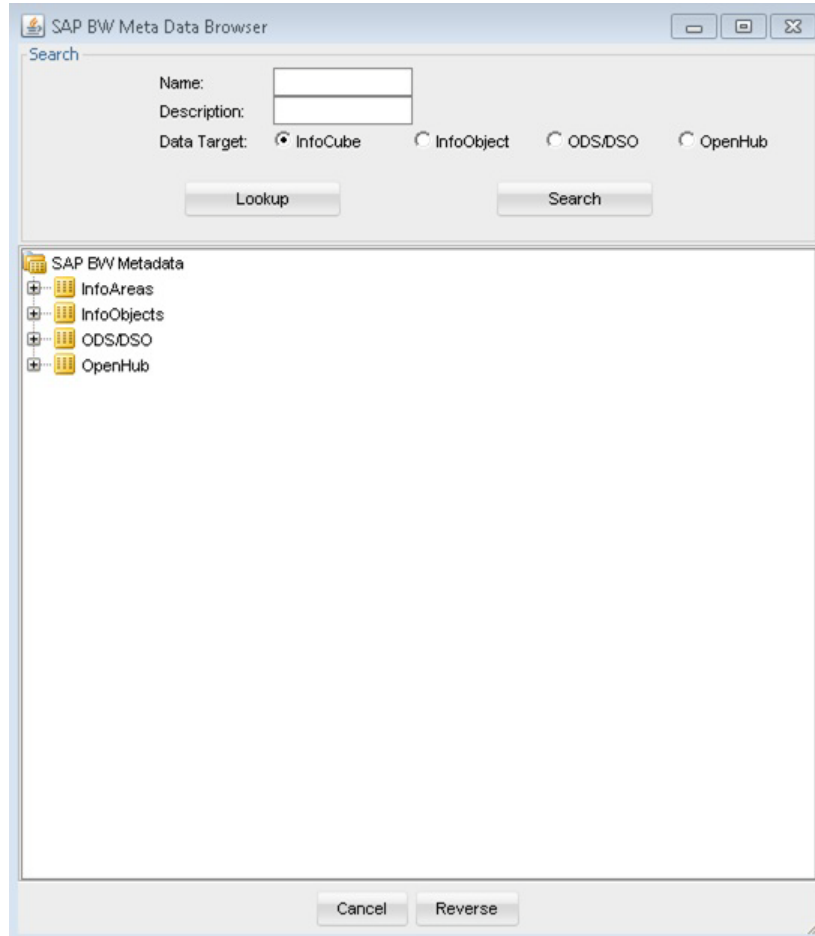 SAP BW Meta Data Browser
Search
Name:
Description:
Data Target: InfoCube InfoObject ODS/DSO OpenHub
Lookup Search
SAP BW Metadata
InfoAreas
InfoObjects
ODS/DSO
OpenHub
Cancel Reverse